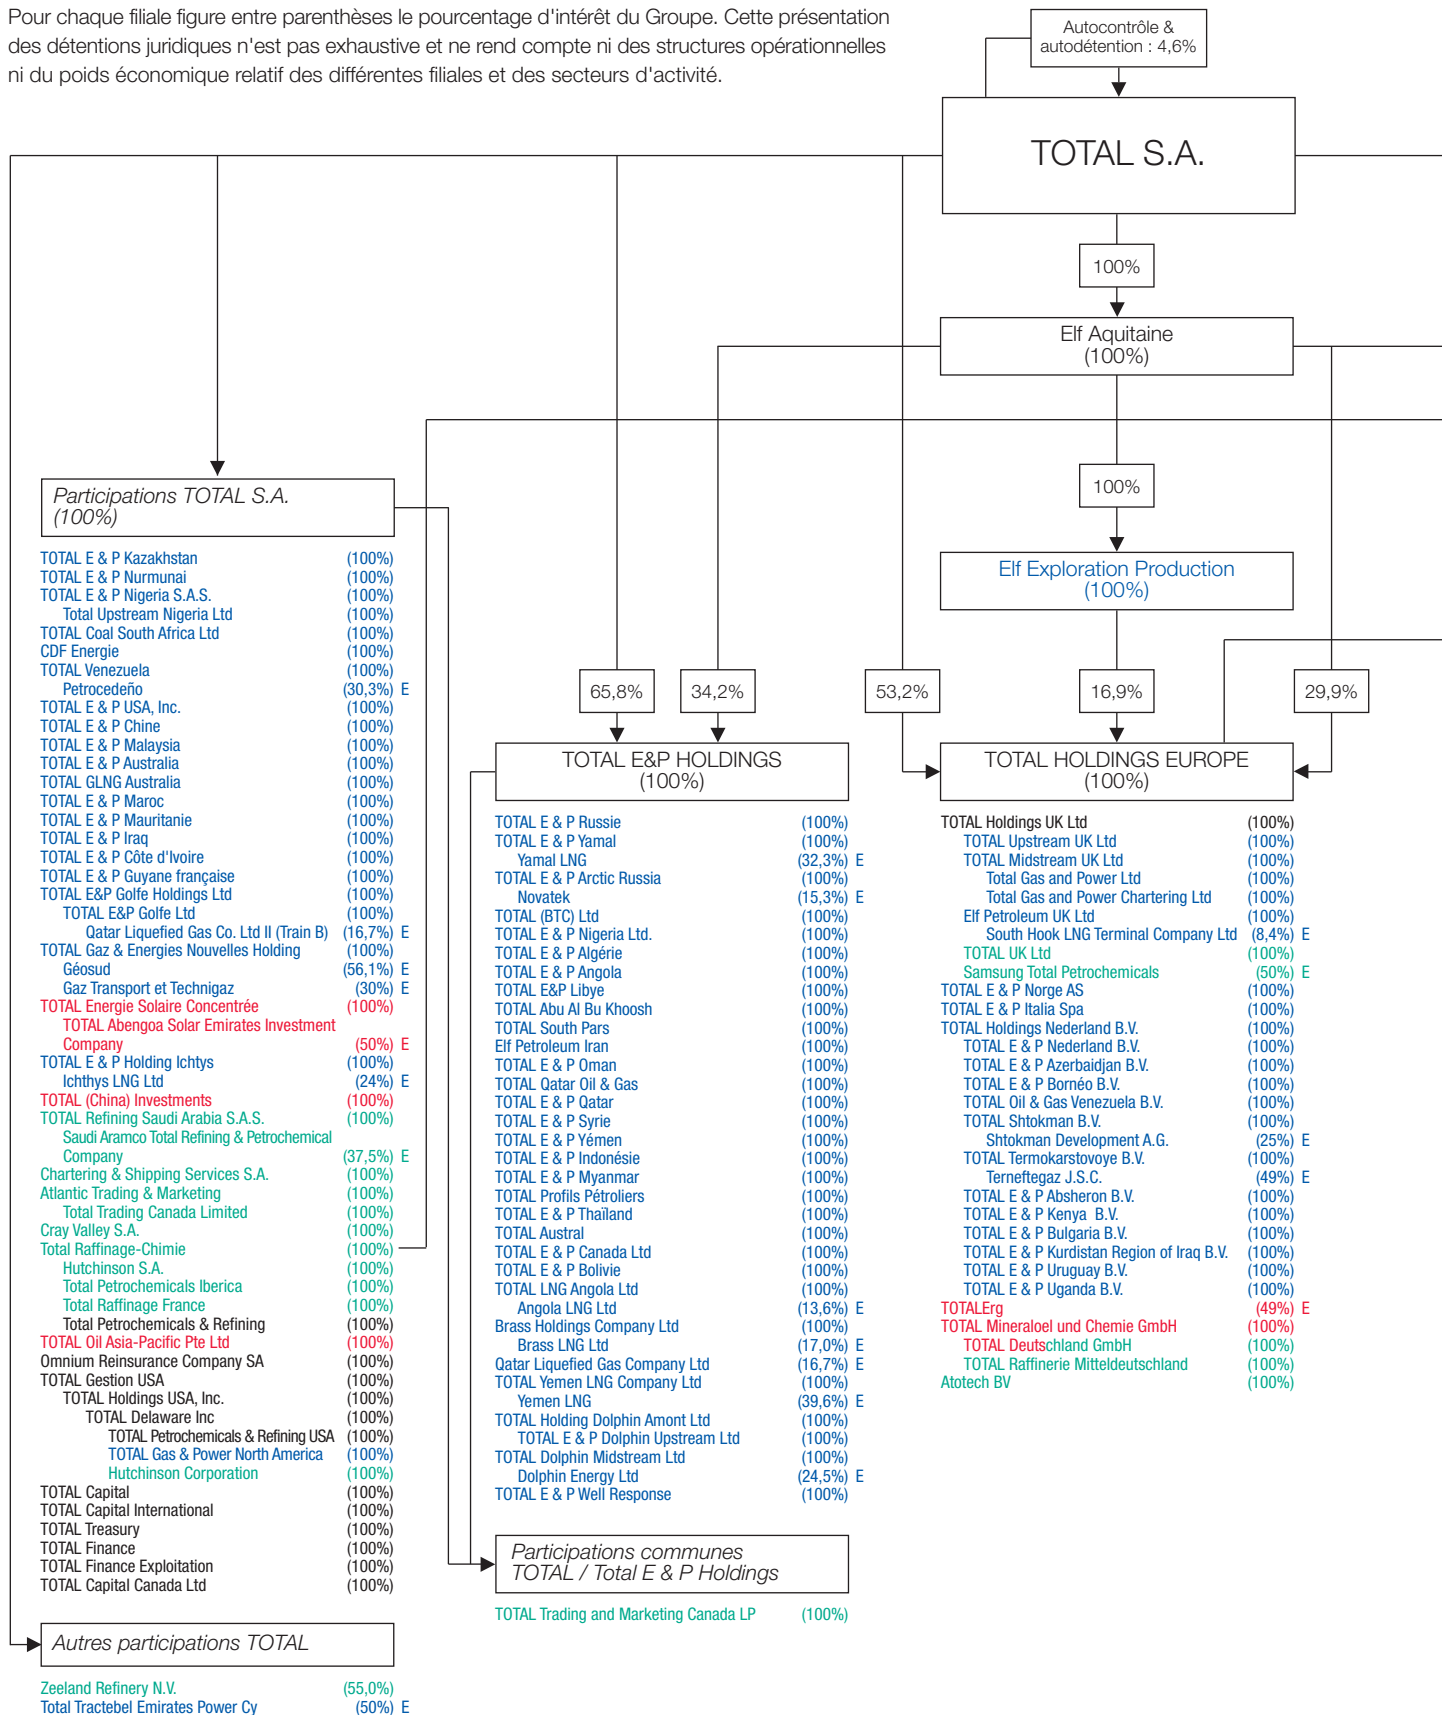 Pour chaque filiale figure entre parenthèses le pourcentage d'intérêt du Groupe. Cette présentation
des détentions juridiques n'est pas exhaustive et ne rend compte ni des structures opérationnelles
ni du poids économique relatif des différentes filiales et des secteurs d'activité.
Autocontrôle &
autodétention : 4,6%
TOTAL S.A.
100%
Elf Aquitaine
(100%)
100%
Elf Exploration Production
(100%)
65,8%
34,2%
53,2%
16,9%
29,9%
Participations TOTAL S.A.
(100%)
TOTAL E & P Kazakhstan (100%)
TOTAL E & P Nurmunai (100%)
TOTAL E & P Nigeria S.A.S. (100%)
Total Upstream Nigeria Ltd (100%)
TOTAL Coal South Africa Ltd (100%)
CDF Energie (100%)
TOTAL Venezuela (100%)
Petrocedeño (30,3%) E
TOTAL E & P USA, Inc. (100%)
TOTAL E & P Chine (100%)
TOTAL E & P Malaysia (100%)
TOTAL E & P Australia (100%)
TOTAL GLNG Australia (100%)
TOTAL E & P Maroc (100%)
TOTAL E & P Mauritanie (100%)
TOTAL E & P Iraq (100%)
TOTAL E & P Côte d'Ivoire (100%)
TOTAL E & P Guyane française (100%)
TOTAL E&P Golfe Holdings Ltd (100%)
TOTAL E&P Golfe Ltd (100%)
Qatar Liquefied Gas Co. Ltd II (Train B) (16,7%) E
TOTAL Gaz & Energies Nouvelles Holding (100%)
Géosud (56,1%) E
Gaz Transport et Technigaz (30%) E
TOTAL Energie Solaire Concentrée (100%)
TOTAL Abengoa Solar Emirates Investment
Company (50%) E
TOTAL E & P Holding Ichtys (100%)
Ichthys LNG Ltd (24%) E
TOTAL (China) Investments (100%)
TOTAL Refining Saudi Arabia S.A.S. (100%)
Saudi Aramco Total Refining & Petrochemical
Company (37,5%) E
Chartering & Shipping Services S.A. (100%)
Atlantic Trading & Marketing (100%)
Total Trading Canada Limited (100%)
Cray Valley S.A. (100%)
Total Raffinage-Chimie (100%)
Hutchinson S.A. (100%)
Total Petrochemicals Iberica (100%)
Total Raffinage France (100%)
Total Petrochemicals & Refining (100%)
TOTAL Oil Asia-Pacific Pte Ltd (100%)
Omnium Reinsurance Company SA (100%)
TOTAL Gestion USA (100%)
TOTAL Holdings USA, Inc. (100%)
TOTAL Delaware Inc (100%)
TOTAL Petrochemicals & Refining USA (100%)
TOTAL Gas & Power North America (100%)
Hutchinson Corporation (100%)
TOTAL Capital (100%)
TOTAL Capital International (100%)
TOTAL Treasury (100%)
TOTAL Finance (100%)
TOTAL Finance Exploitation (100%)
TOTAL Capital Canada Ltd (100%)
Autres participations TOTAL
Zeeland Refinery N.V. (55,0%)
Total Tractebel Emirates Power Cy (50%) E
TOTAL E&P HOLDINGS
(100%)
TOTAL E & P Russie (100%)
TOTAL E & P Yamal (100%)
Yamal LNG (32,3%) E
TOTAL E & P Arctic Russia (100%)
Novatek (15,3%) E
TOTAL (BTC) Ltd (100%)
TOTAL E & P Nigeria Ltd. (100%)
TOTAL E & P Algérie (100%)
TOTAL E & P Angola (100%)
TOTAL E&P Libye (100%)
TOTAL Abu Al Bu Khoosh (100%)
TOTAL South Pars (100%)
Elf Petroleum Iran (100%)
TOTAL E & P Oman (100%)
TOTAL Qatar Oil & Gas (100%)
TOTAL E & P Qatar (100%)
TOTAL E & P Syrie (100%)
TOTAL E & P Yémen (100%)
TOTAL E & P Indonésie (100%)
TOTAL E & P Myanmar (100%)
TOTAL Profils Pétroliers (100%)
TOTAL E & P Thaïland (100%)
TOTAL Austral (100%)
TOTAL E & P Canada Ltd (100%)
TOTAL E & P Bolivie (100%)
TOTAL LNG Angola Ltd (100%)
Angola LNG Ltd (13,6%) E
Brass Holdings Company Ltd (100%)
Brass LNG Ltd (17,0%) E
Qatar Liquefied Gas Company Ltd (16,7%) E
TOTAL Yemen LNG Company Ltd (100%)
Yemen LNG (39,6%) E
TOTAL Holding Dolphin Amont Ltd (100%)
TOTAL E & P Dolphin Upstream Ltd (100%)
TOTAL Dolphin Midstream Ltd (100%)
Dolphin Energy Ltd (24,5%) E
TOTAL E & P Well Response (100%)
Participations communes
TOTAL / Total E & P Holdings
TOTAL Trading and Marketing Canada LP (100%)
TOTAL HOLDINGS EUROPE
(100%)
TOTAL Holdings UK Ltd (100%)
TOTAL Upstream UK Ltd (100%)
TOTAL Midstream UK Ltd (100%)
Total Gas and Power Ltd (100%)
Total Gas and Power Chartering Ltd (100%)
Elf Petroleum UK Ltd (100%)
South Hook LNG Terminal Company Ltd (8,4%) E
TOTAL UK Ltd (100%)
Samsung Total Petrochemicals (50%) E
TOTAL E & P Norge AS (100%)
TOTAL E & P Italia Spa (100%)
TOTAL Holdings Nederland B.V. (100%)
TOTAL E & P Nederland B.V. (100%)
TOTAL E & P Azerbaidjan B.V. (100%)
TOTAL E & P Bornéo B.V. (100%)
TOTAL Oil & Gas Venezuela B.V. (100%)
TOTAL Shtokman B.V. (100%)
Shtokman Development A.G. (25%) E
TOTAL Termokarstovoye B.V. (100%)
Terneftegaz J.S.C. (49%) E
TOTAL E & P Absheron B.V. (100%)
TOTAL E & P Kenya B.V. (100%)
TOTAL E & P Bulgaria B.V. (100%)
TOTAL E & P Kurdistan Region of Iraq B.V. (100%)
TOTAL E & P Uruguay B.V. (100%)
TOTAL E & P Uganda B.V. (100%)
TOTALErg (49%) E
TOTAL Mineraloel und Chemie GmbH (100%)
TOTAL Deutschland GmbH (100%)
TOTAL Raffinerie Mitteldeutschland (100%)
Atotech BV (100%)